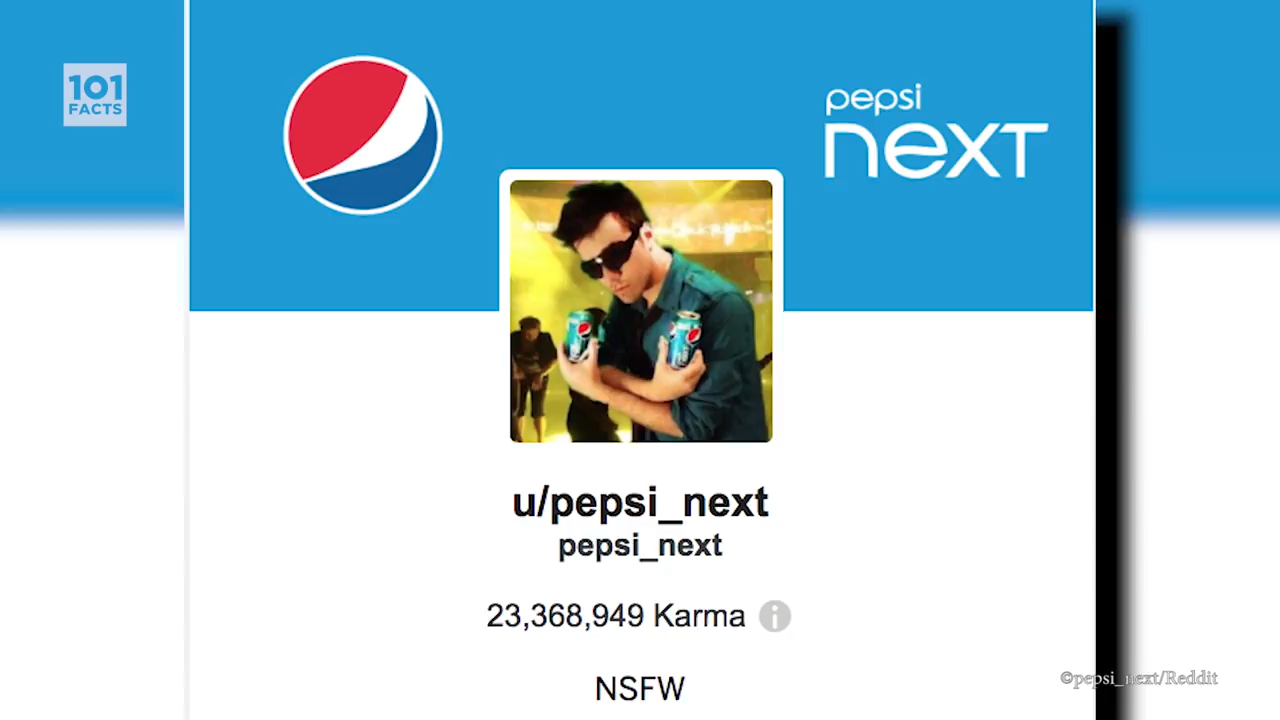 101
FACTS
pepsi
next
u/pepsi_next
pepsi_next
23,368,949 Karma
NSFW
©pepsi_next/Reddit